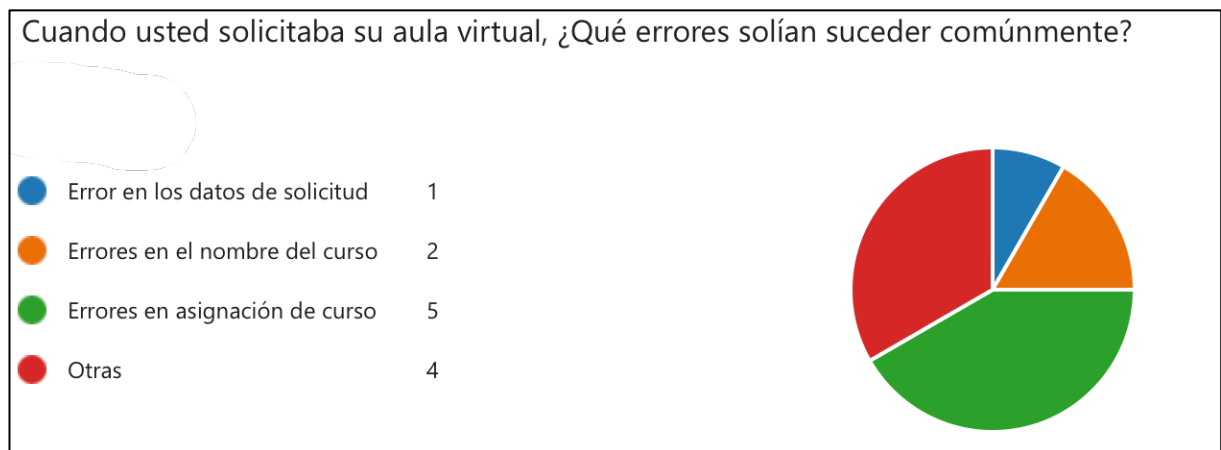 Cuando usted solicitaba su aula virtual, ¿Qué errores solían suceder comúnmente?
Error en los datos de solicitud 1
Errores en el nombre del curso 2
Errores en asignación de curso 5
Otras 4